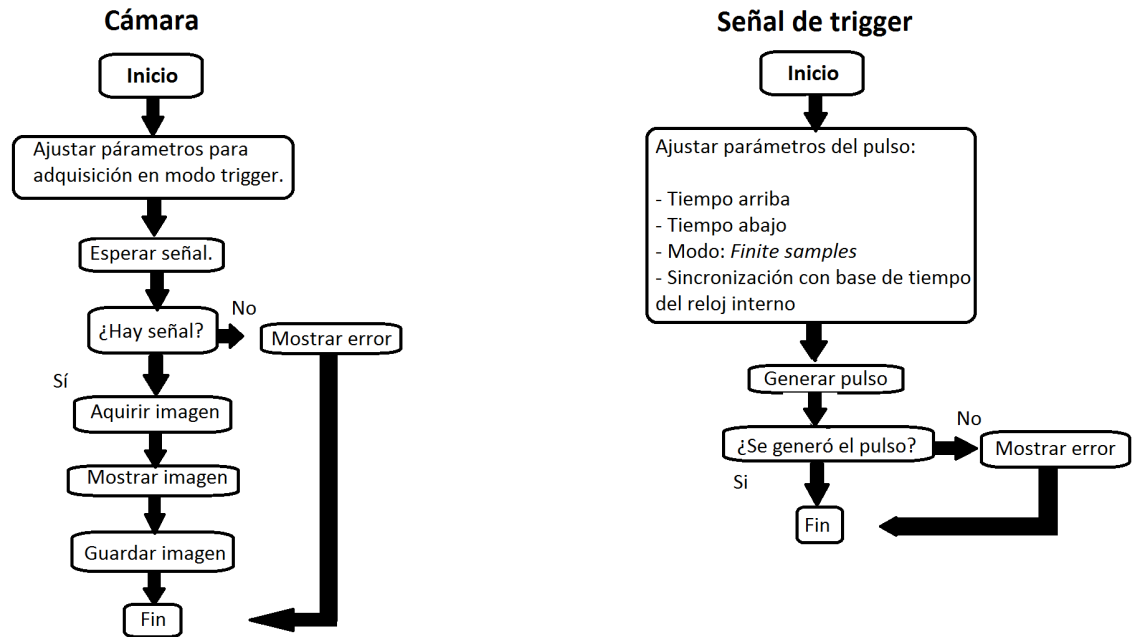 Cámara
Inicio
Ajustar párametros para
adquisición en modo trigger.
Esperar señal.
¿Hay señal?
No
Mostrar error
Sí
Aquirir imagen
Mostrar imagen
Guardar imagen
Fin
Señal de trigger
Inicio
Ajustar parámetros del pulso:
- Tiempo arriba
- Tiempo abajo
- Modo: Finite samples
- Sincronización con base de tiempo
del reloj interno
Generar pulso
¿Se generó el pulso?
No
Mostrar error
Si
Fin